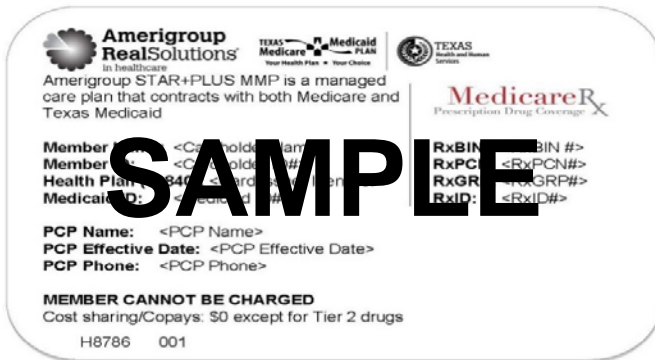 Amerigroup
RealSolutions
in healthcare
TEXAS Medicare Medicaid PLAN
Your Health Plan • Your Choice
TEXAS
Health and Human
Services
Amerigroup STAR+PLUS MMP is a managed
care plan that contracts with both Medicare and
Texas Medicaid
MedicareRx
Prescription Drug Coverage
SAMPLE
Member
Member
Health Plan
Medicaid ID:
RxBIN: <RxBIN #>
RxPCN: <RxPCN#>
RxGRP: <RxGRP#>
RxID: <RxID#>
PCP Name: <PCP Name>
PCP Effective Date: <PCP Effective Date>
PCP Phone: <PCP Phone>
MEMBER CANNOT BE CHARGED
Cost sharing/Copays: $0 except for Tier 2 drugs
H8786 001